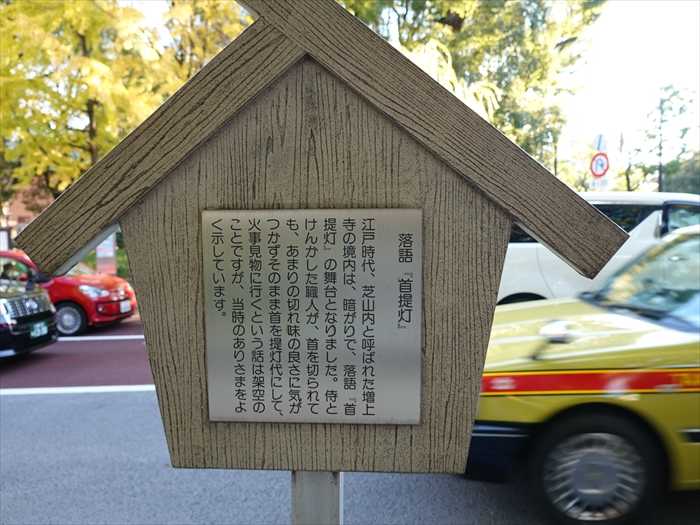 落語『首提灯』
江戸時代、芝山内と呼ばれた増上
寺の境内は、暗がりで、落語『首
提灯』の舞台となりました。侍と
けんかした職人が、首を切られて
も、あまりの切れ味の良さに気が
つかずそのまま首を提灯代にして、
火事見物に行くという話は架空の
ことですが、当時のありさまをよ
く示しています。